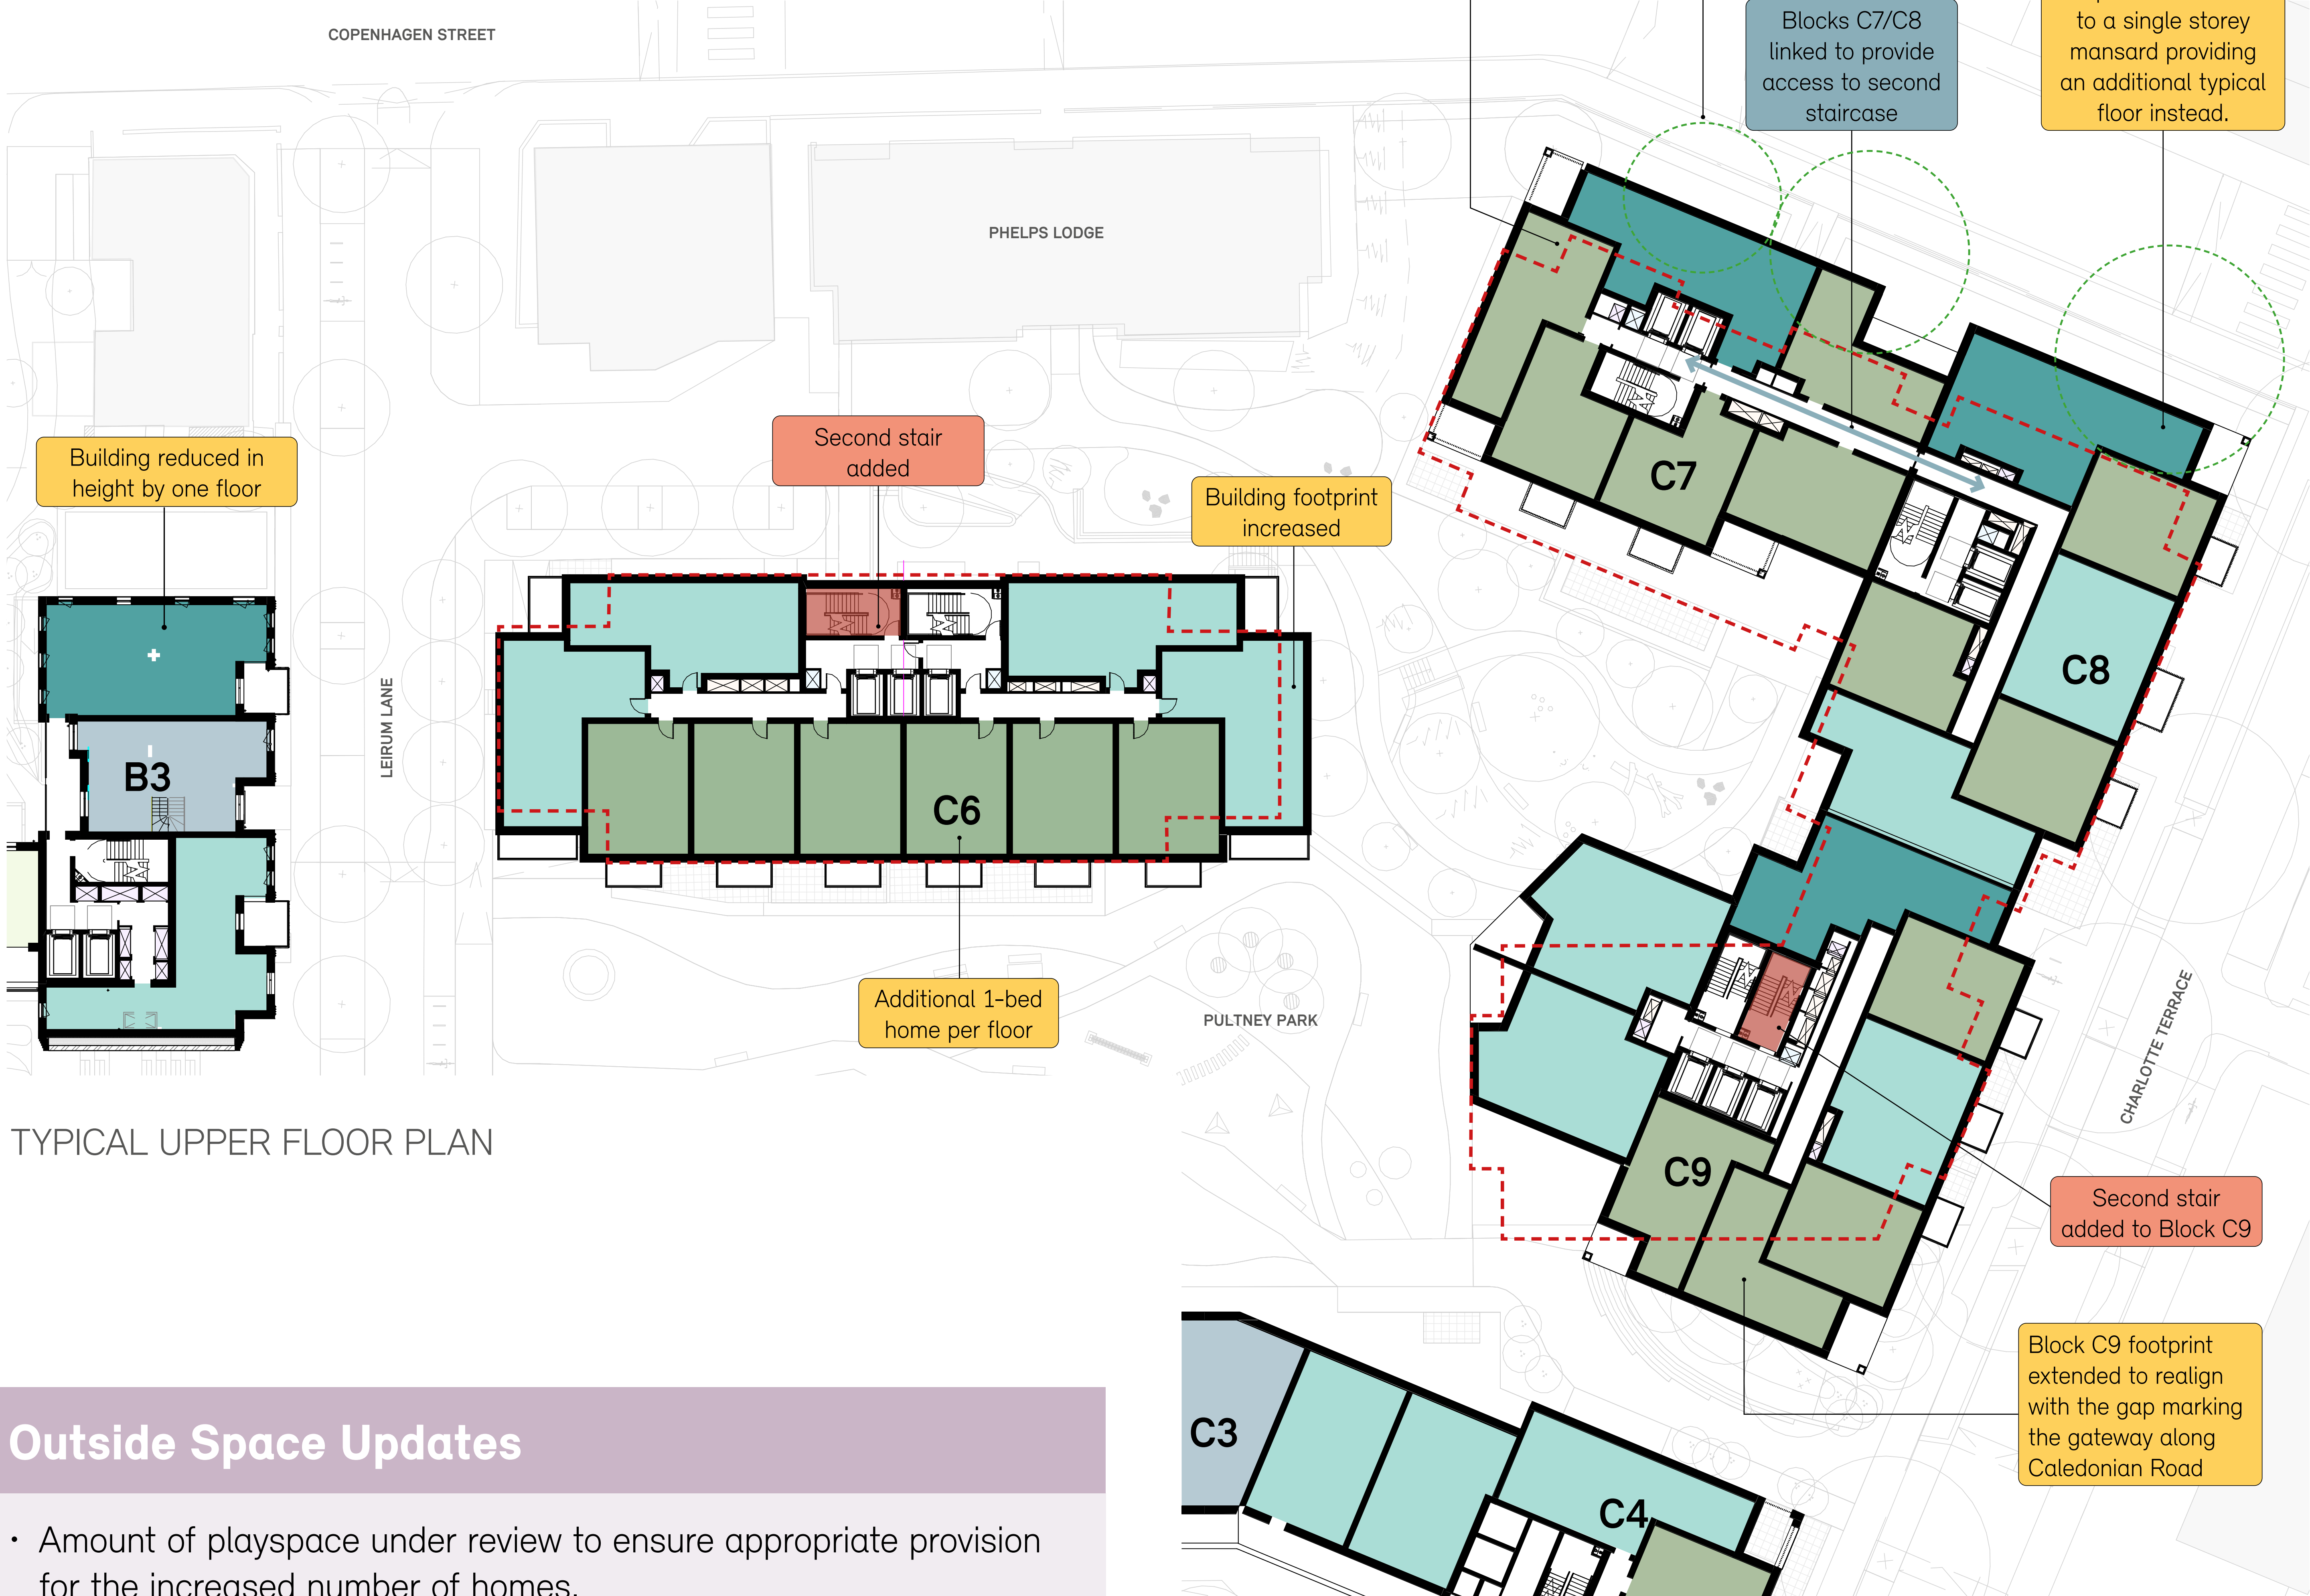 COPENHAGEN STREET
Blocks C7/C8
linked to provide
access to second
staircase
to a single storey
mansard providing
an additional typical
floor instead.
PHELPS LODGE
Building reduced in
height by one floor
Second stair
added
Building footprint
increased
C7
C8
LEIRUM LANE
B3
C6
Additional 1-bed
home per floor
PULTNEY PARK
CHARLOTTE TERRACE
TYPICAL UPPER FLOOR PLAN
C9
Second stair
added to Block C9
Block C9 footprint
extended to realign
with the gap marking
the gateway along
Caledonian Road
C3
C4
Outside Space Updates
• Amount of playspace under review to ensure appropriate provision
for the increased number of homes.